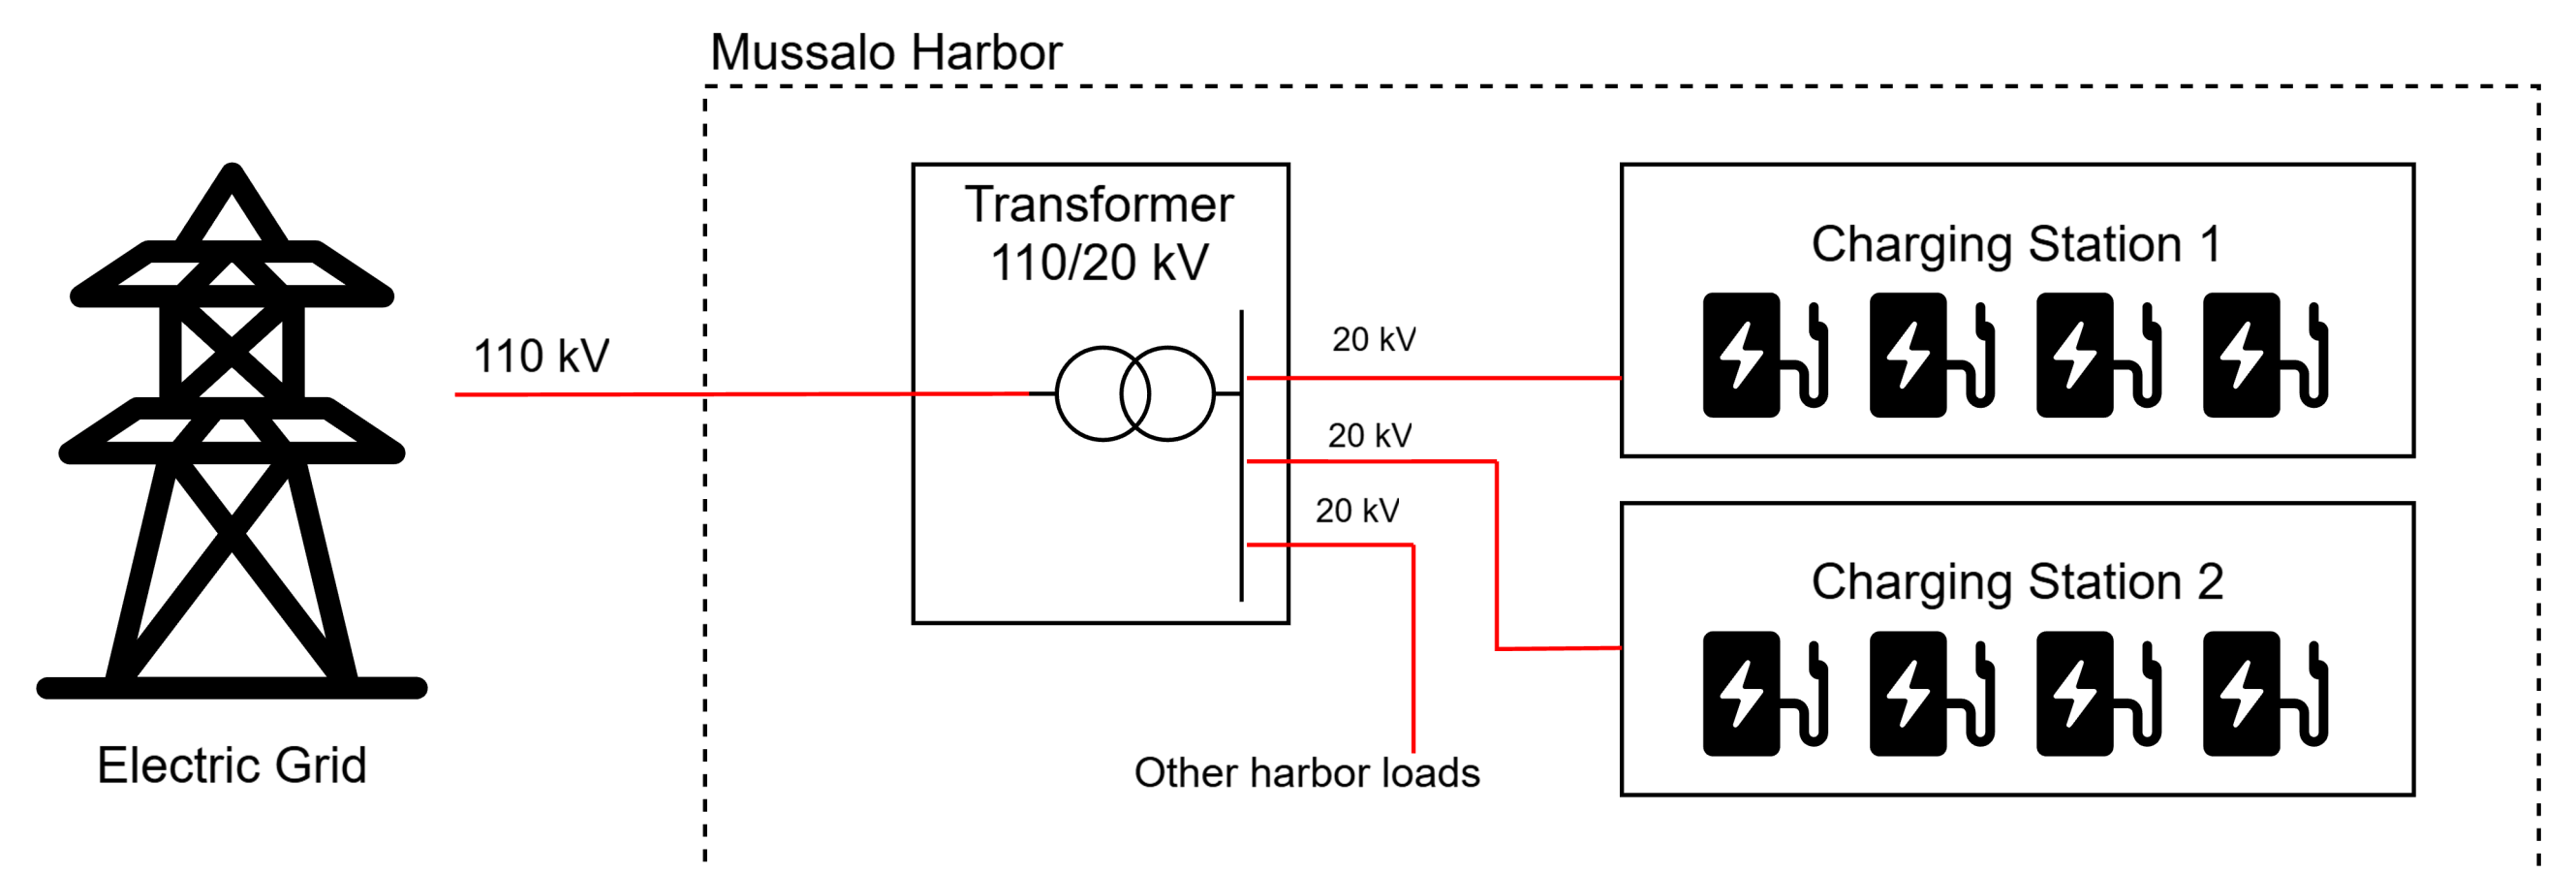 Mussalo Harbor
Transformer
110/20 kV
Charging Station 1
110 kV
20 kV
20 kV
20 kV
Charging Station 2
Electric Grid
Other harbor loads